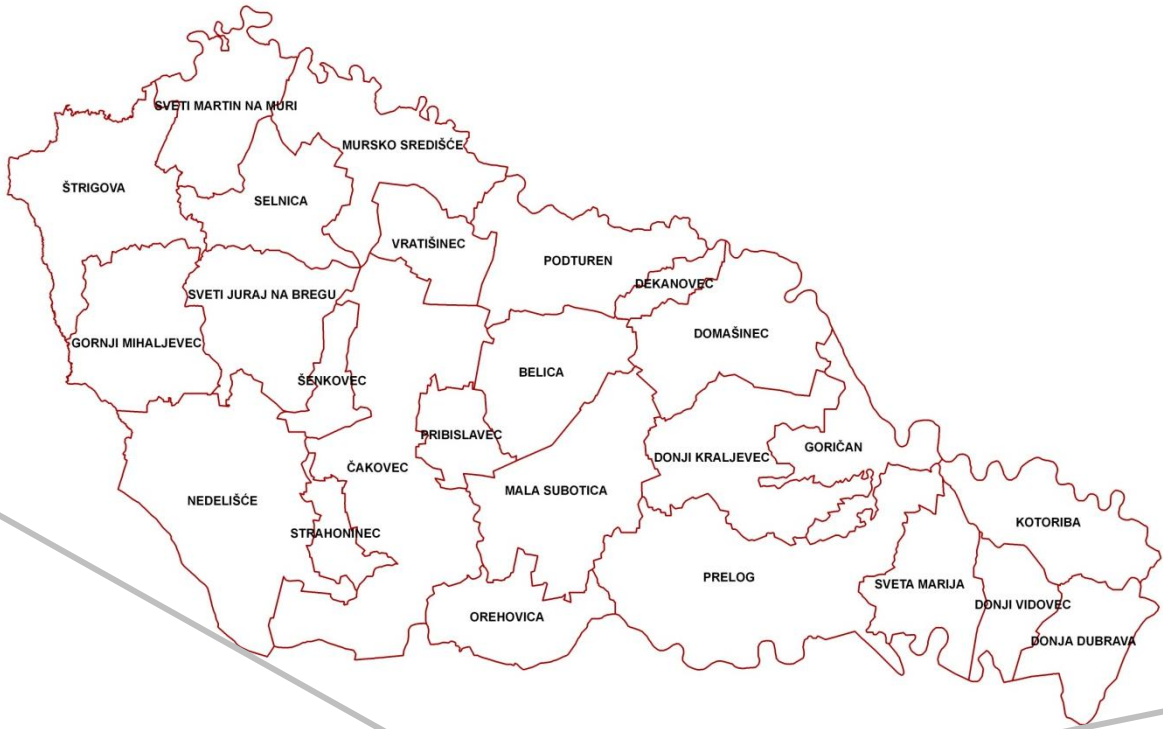 SVETI MARTIN NA MURI
MURSKO SREDIŠĆE
ŠTRIGOVA
SELNICA
VRATIŠINEC
PODTUREN
DEKANOVEC
SVETI JURAJ NA BREGU
DOMAŠINEC
GORNJI MIHALJEVEC
BELICA
ŠENKOVEC
PRIBISLAVEC
GORIČAN
DONJI KRALJEVEC
ČAKOVEC
MALA SUBOTICA
NEDELIŠĆE
KOTORIBA
STRAHONINEC
PRELOG
SVETA MARIJA
DONJI VIDOVEC
OREHOVICA
DONJA DUBRAVA